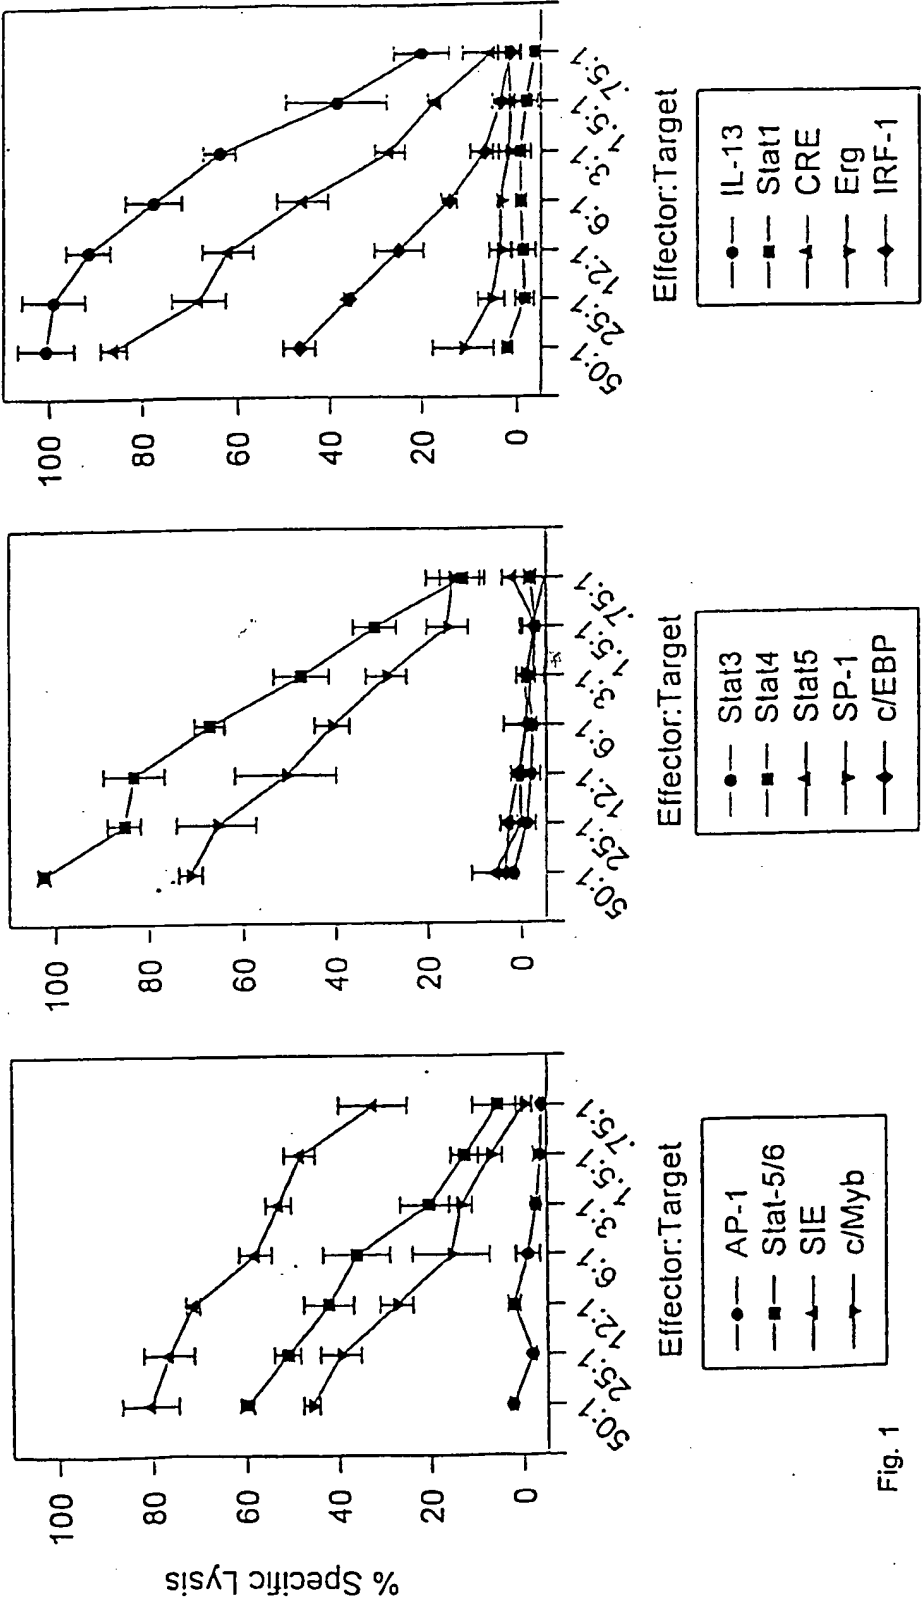 % Specific Lysis
100
80
60
40
20
0
50:1
25:1
12:1
6:1
3:1
1.5:1
.75:1
Effector:Target
AP-1
Stat-5/6
SIE
c/Myb
100
80
60
40
20
0
50:1
25:1
12:1
6:1
3:1
1.5:1
.75:1
Effector:Target
Stat3
Stat4
Stat5
SP-1
c/EBP
100
80
60
40
20
0
50:1
25:1
12:1
6:1
3:1
1.5:1
.75:1
Effector:Target
IL-13
Stat1
CRE
Erg
IRF-1
Fig. 1